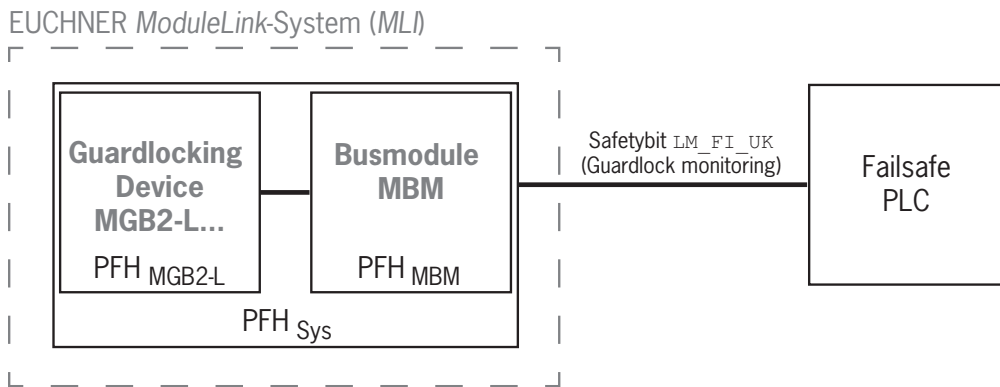 EUCHNER ModuleLink-System (MLI)
Guardlocking
Device
MGB2-L...
PFH MGB2-L
Busmodule
MBM
PFH MBM
PFH Sys
Safetybit LM_FI_UK
(Guardlock monitoring)
Failsafe
PLC